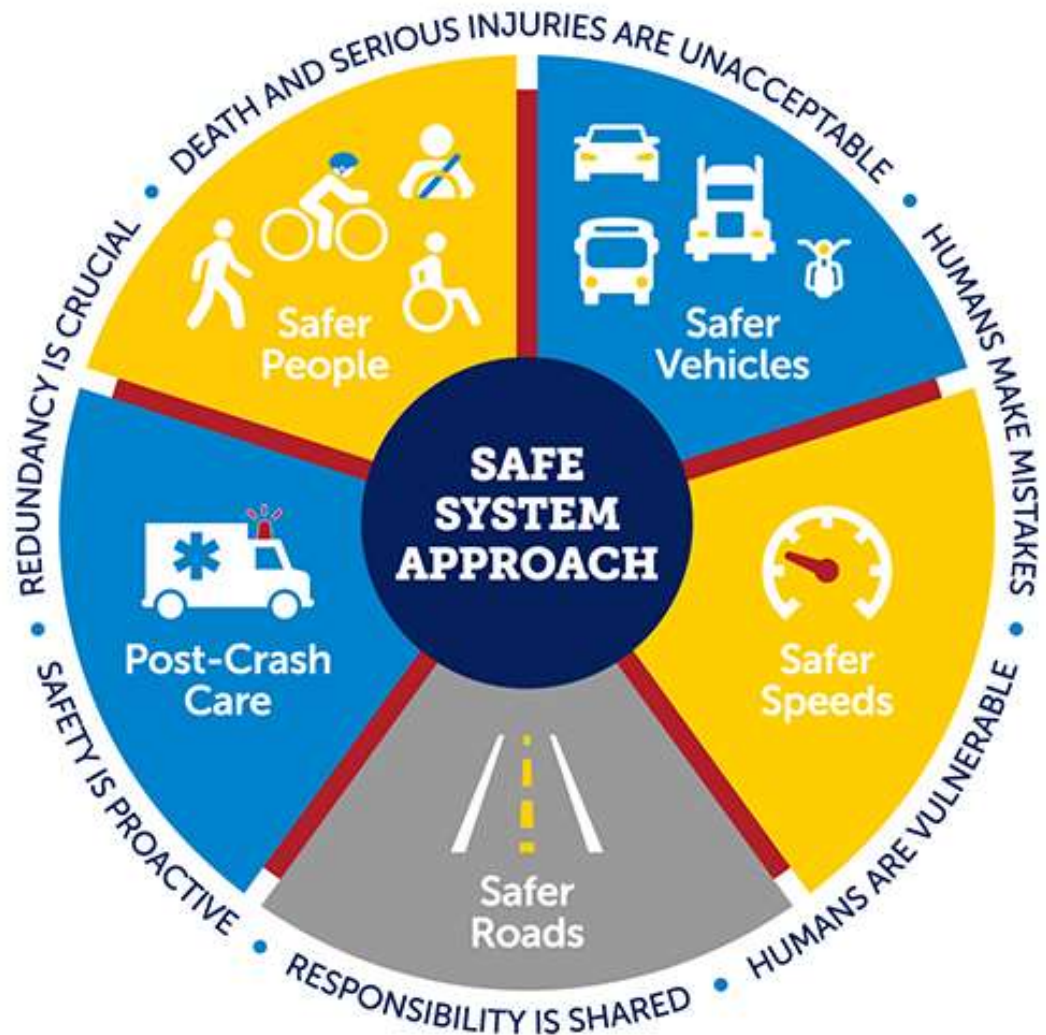 DEATH AND SERIOUS INJURIES ARE UNACCEPTABLE
HUMANS MAKE MISTAKES
HUMANS ARE VULNERABLE
RESPONSIBILITY IS SHARED
SAFETY IS PROACTIVE
REDUNDANCY IS CRUCIAL
Safer
People
Safer
Vehicles
SAFE
SYSTEM
APPROACH
Post-Crash
Care
Safer
Speeds
Safer
Roads